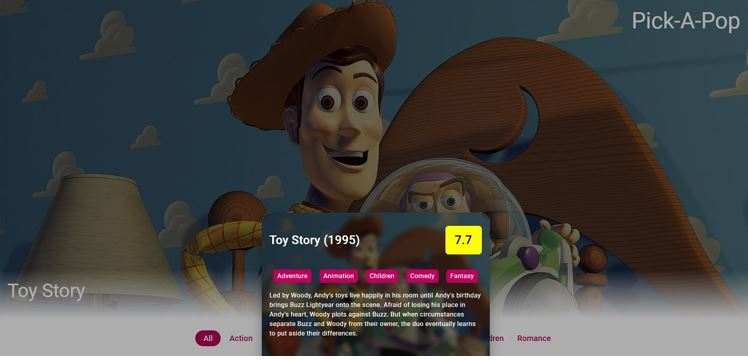 Pick-A-Pop
Toy Story (1995)
7.7
Adventure Animation Children Comedy Fantasy
Led by Woody, Andy's toys live happily in his room until Andy's birthday
brings Buzz Lightyear onto the scene. Afraid of losing his place in
Andy's heart, Woody plots against Buzz. But when circumstances
separate Buzz and Woody from their owner, the duo eventually learns
to put aside their differences.
Toy Story
All Action dren Romance